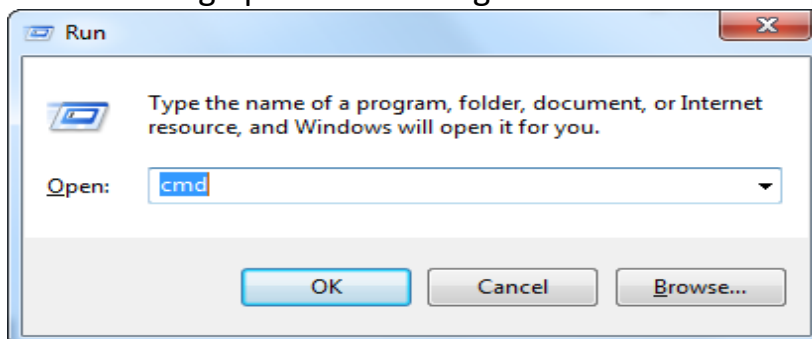 Run
Type the name of a program, folder, document, or Internet
resource, and Windows will open it for you.
Open:
cmd
OK
Cancel
Browse...